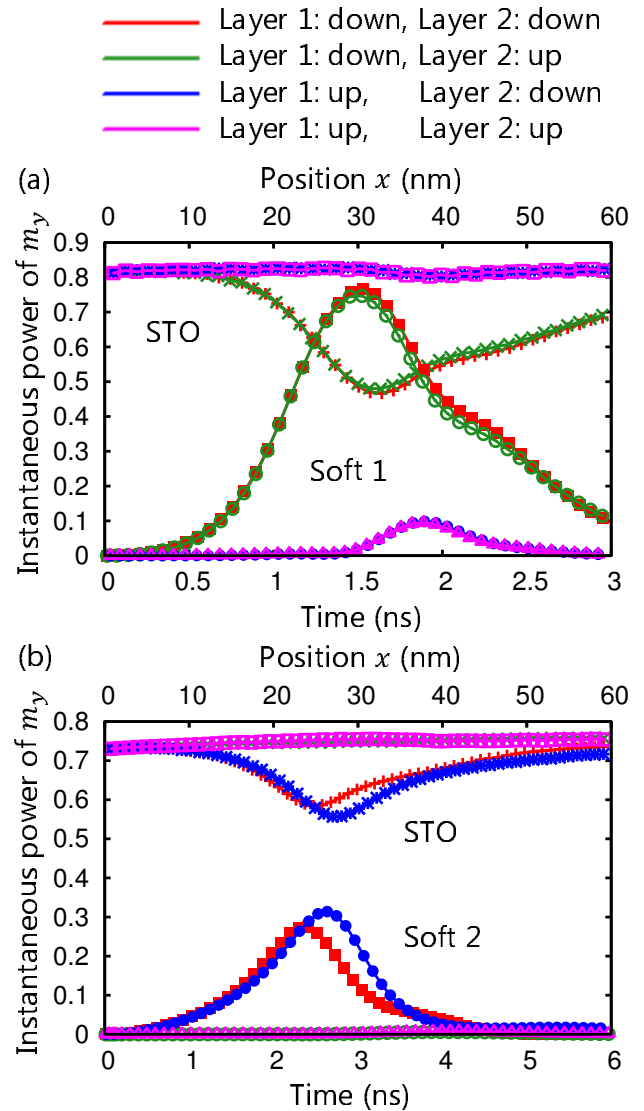 Layer 1: down, Layer 2: down
Layer 1: down, Layer 2: up
Layer 1: up, Layer 2: down
Layer 1: up, Layer 2: up
(a)
Position x (nm)
0 10 20 30 40 50 60
Instantaneous power of m_y
0.9
0.8
0.7
0.6
0.5
0.4
0.3
0.2
0.1
0
STO
Soft 1
0 0.5 1 1.5 2 2.5 3
Time (ns)
(b)
Position x (nm)
0 10 20 30 40 50 60
Instantaneous power of m_y
0.8
0.7
0.6
0.5
0.4
0.3
0.2
0.1
0
STO
Soft 2
0 1 2 3 4 5 6
Time (ns)